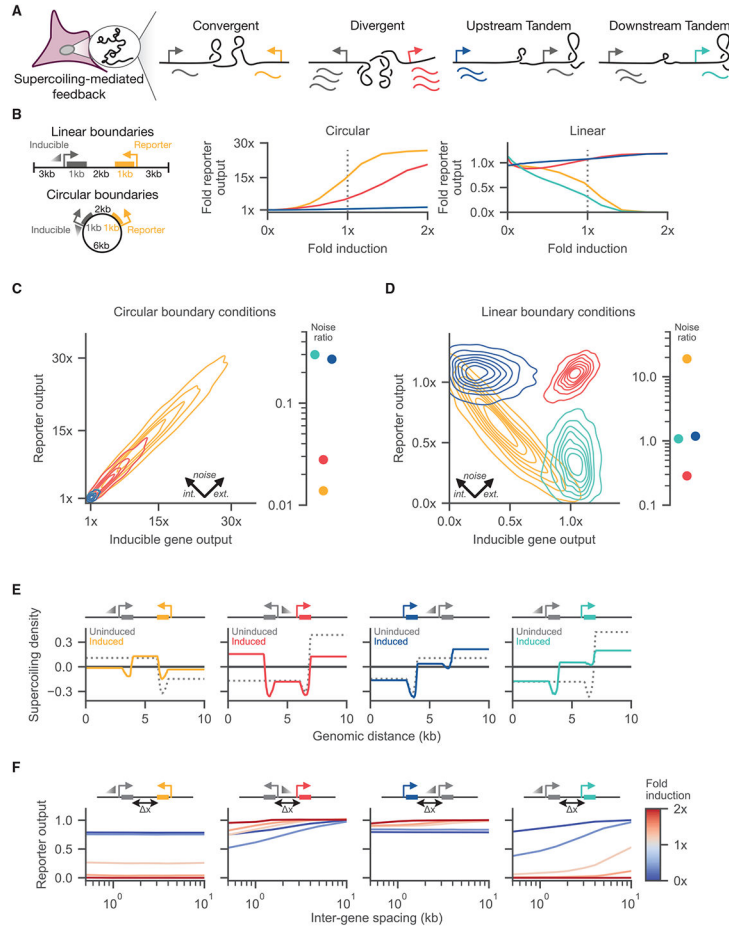 A
Convergent
Divergent
Upstream Tandem
Downstream Tandem
Supercoiling-mediated
feedback
B
Linear boundaries
Inducible
Reporter
3kb
1kb
2kb
1kb
3kb
Circular boundaries
2kb
Inducible
1kb
1kb
Reporter
6kb
Circular
Fold reporter
output
30x
15x
1x
0x
1x
2x
Fold induction
Linear
Fold reporter
output
1.0x
0.5x
0.0x
0x
1x
2x
Fold induction
C
Circular boundary conditions
Reporter output
30x
15x
1x
1x
15x
30x
noise
int.
ext.
Inducible gene output
Noise
ratio
0.1
0.01
D
Linear boundary conditions
Reporter output
1.0x
0.5x
0.0x
0.0x
0.5x
1.0x
noise
int.
ext.
Inducible gene output
Noise
ratio
10.0
1.0
0.1
E
Supercoiling density
0.3
0.0
−0.3
Uninduced
Induced
Uninduced
Induced
Uninduced
Induced
Uninduced
Induced
0
5
10
0
5
10
0
5
10
0
5
10
Genomic distance (kb)
F
Δx
Δx
Δx
Δx
Reporter output
1.0
0.5
0.0
10⁰
10¹
10⁰
10¹
10⁰
10¹
10⁰
10¹
Inter-gene spacing (kb)
Fold
induction
2x
0x